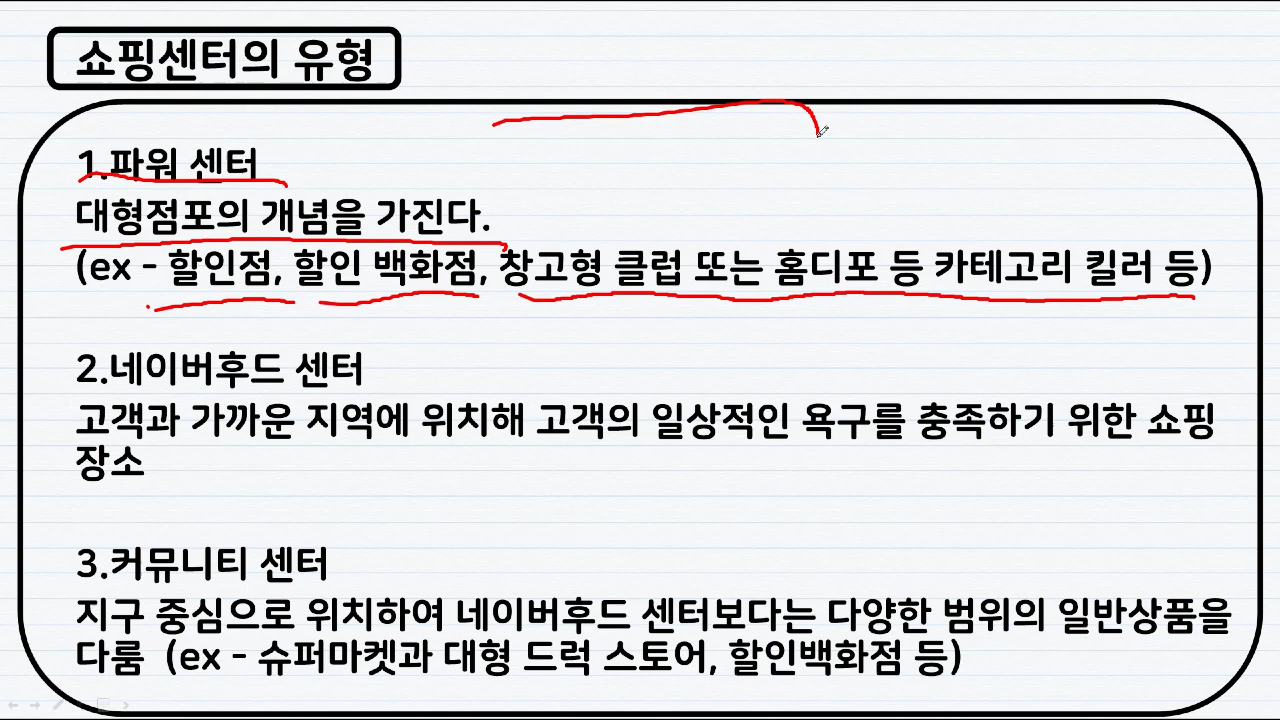 쇼핑센터의 유형
1.파워 센터
대형점포의 개념을 가진다.
(ex - 할인점, 할인 백화점, 창고형 클럽 또는 홈디포 등 카테고리 킬러 등)
2.네이버후드 센터
고객과 가까운 지역에 위치해 고객의 일상적인 욕구를 충족하기 위한 쇼핑
장소
3.커뮤니티 센터
지구 중심으로 위치하여 네이버후드 센터보다는 다양한 범위의 일반상품을
다룸 (ex - 슈퍼마켓과 대형 드럭 스토어, 할인백화점 등)